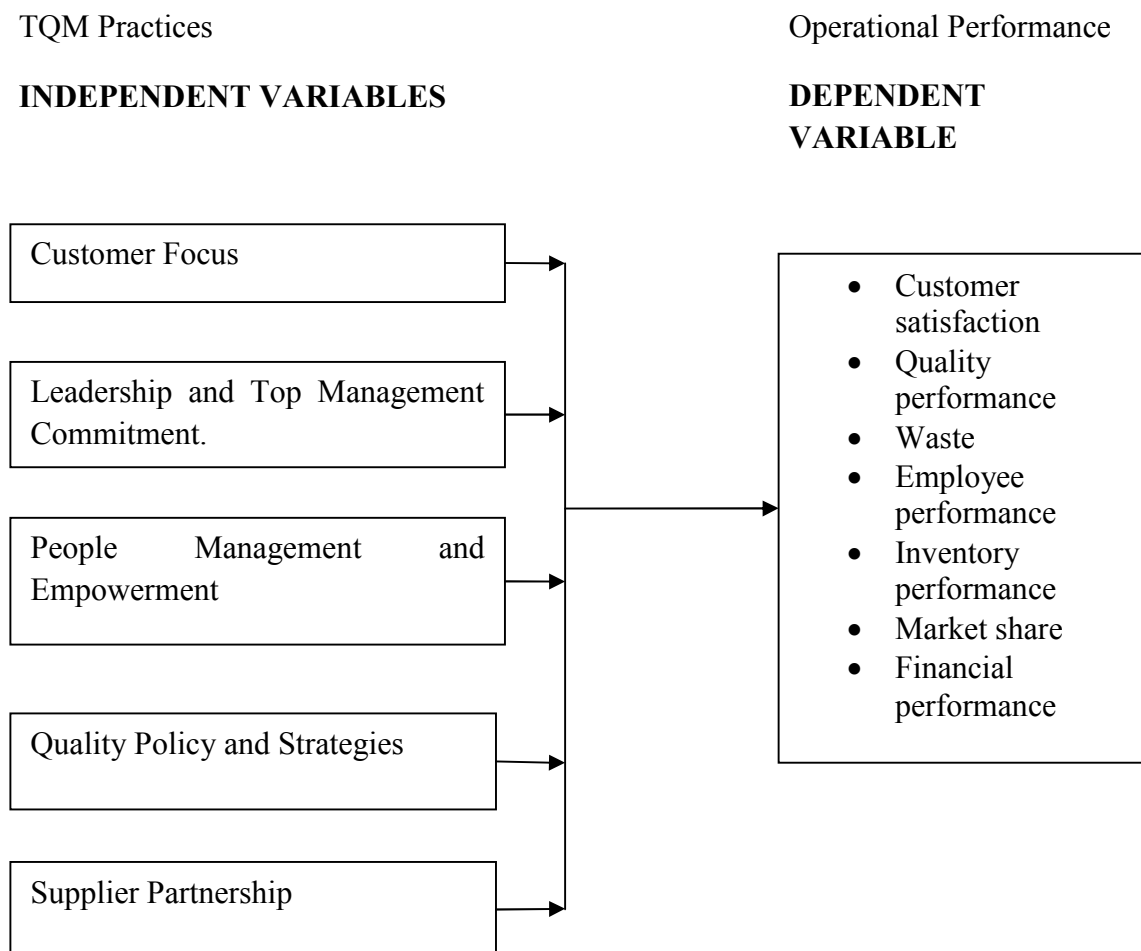 TQM Practices
Operational Performance
INDEPENDENT VARIABLES
DEPENDENT
VARIABLE
Customer Focus
Leadership and Top Management
Commitment.
People Management and
Empowerment
Quality Policy and Strategies
Supplier Partnership
• Customer
satisfaction
• Quality
performance
• Waste
• Employee
performance
• Inventory
performance
• Market share
• Financial
performance